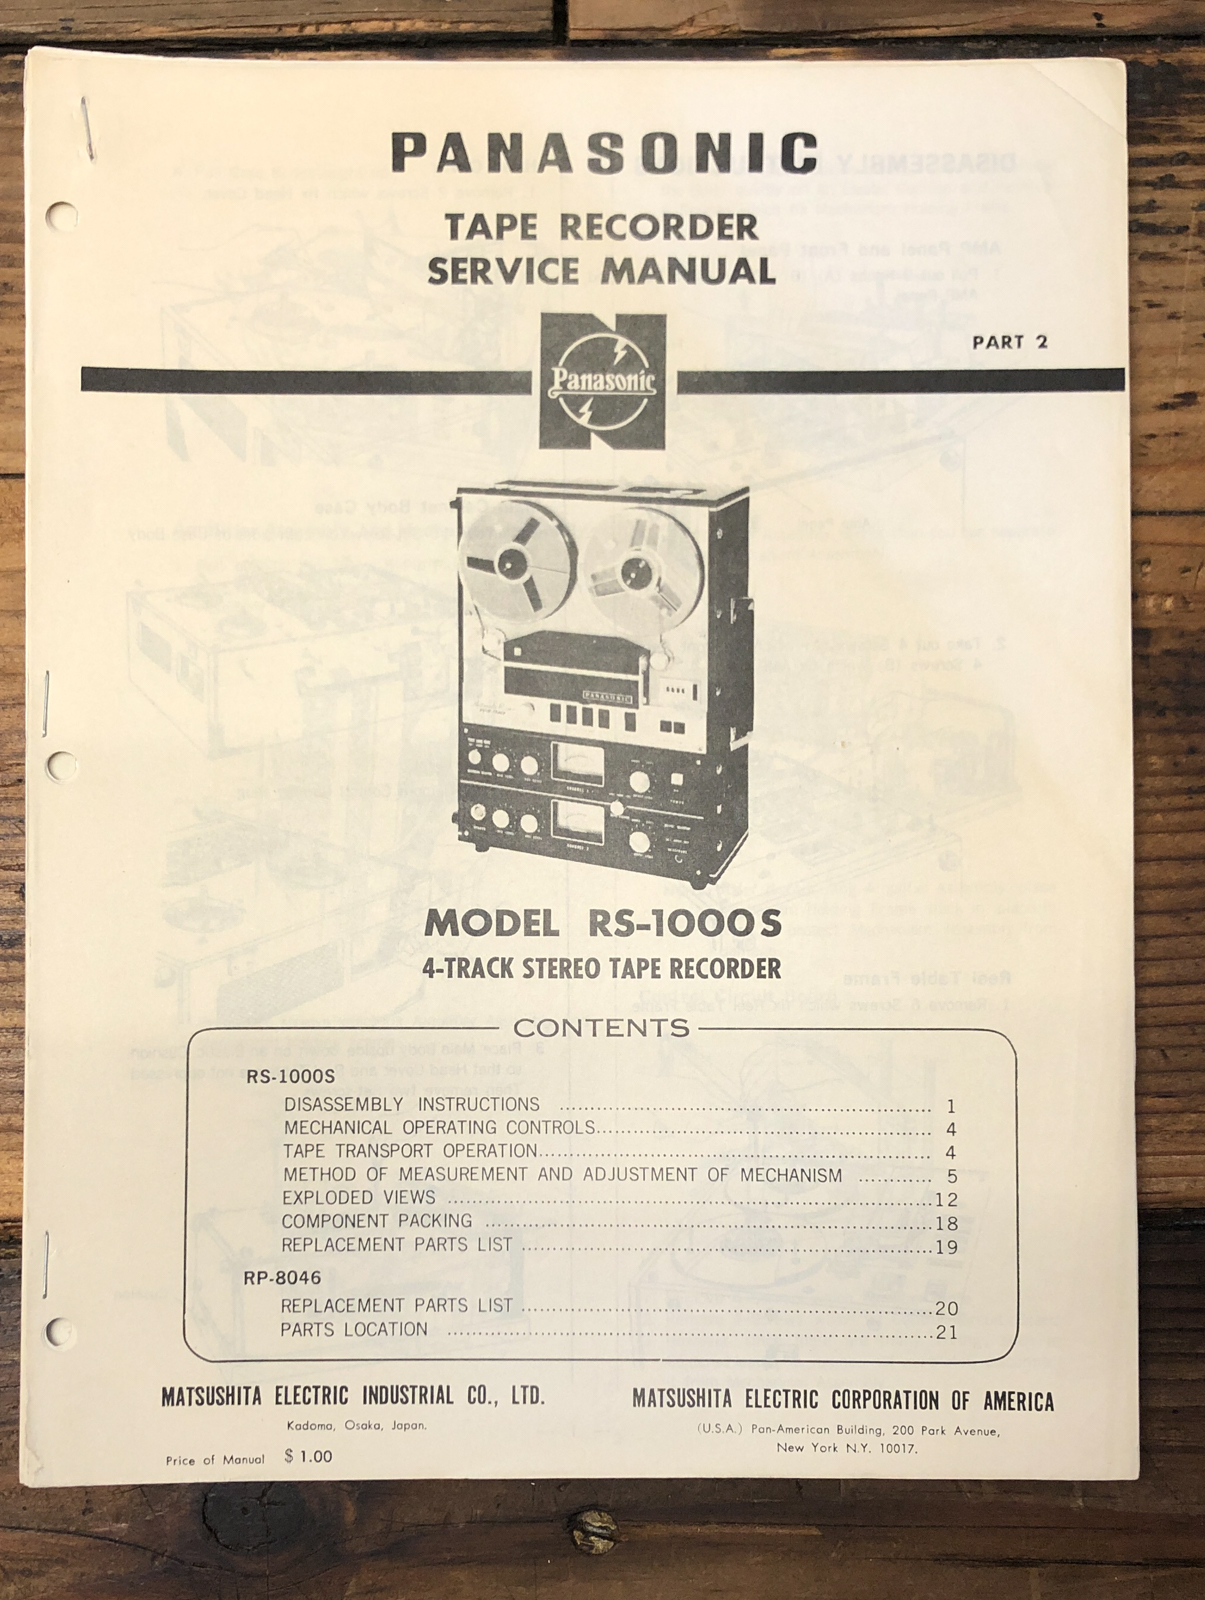 PANASONIC
TAPE RECORDER
SERVICE MANUAL
PART 2
Panasonic
PANASONIC
MODEL RS-1000S
4-TRACK STEREO TAPE RECORDER
CONTENTS
RS-1000S
DISASSEMBLY INSTRUCTIONS ........................................ 1
MECHANICAL OPERATING CONTROLS........................................ 4
TAPE TRANSPORT OPERATION........................................ 4
METHOD OF MEASUREMENT AND ADJUSTMENT OF MECHANISM ............ 5
EXPLODED VIEWS ........................................12
COMPONENT PACKING ........................................18
REPLACEMENT PARTS LIST ........................................19
RP-8046
REPLACEMENT PARTS LIST ........................................20
PARTS LOCATION ........................................21
MATSUSHITA ELECTRIC INDUSTRIAL CO., LTD.
Kadoma, Osaka, Japan.
Price of Manual $ 1.00
MATSUSHITA ELECTRIC CORPORATION OF AMERICA
(U.S.A.) Pan-American Building, 200 Park Avenue,
New York N.Y. 10017.